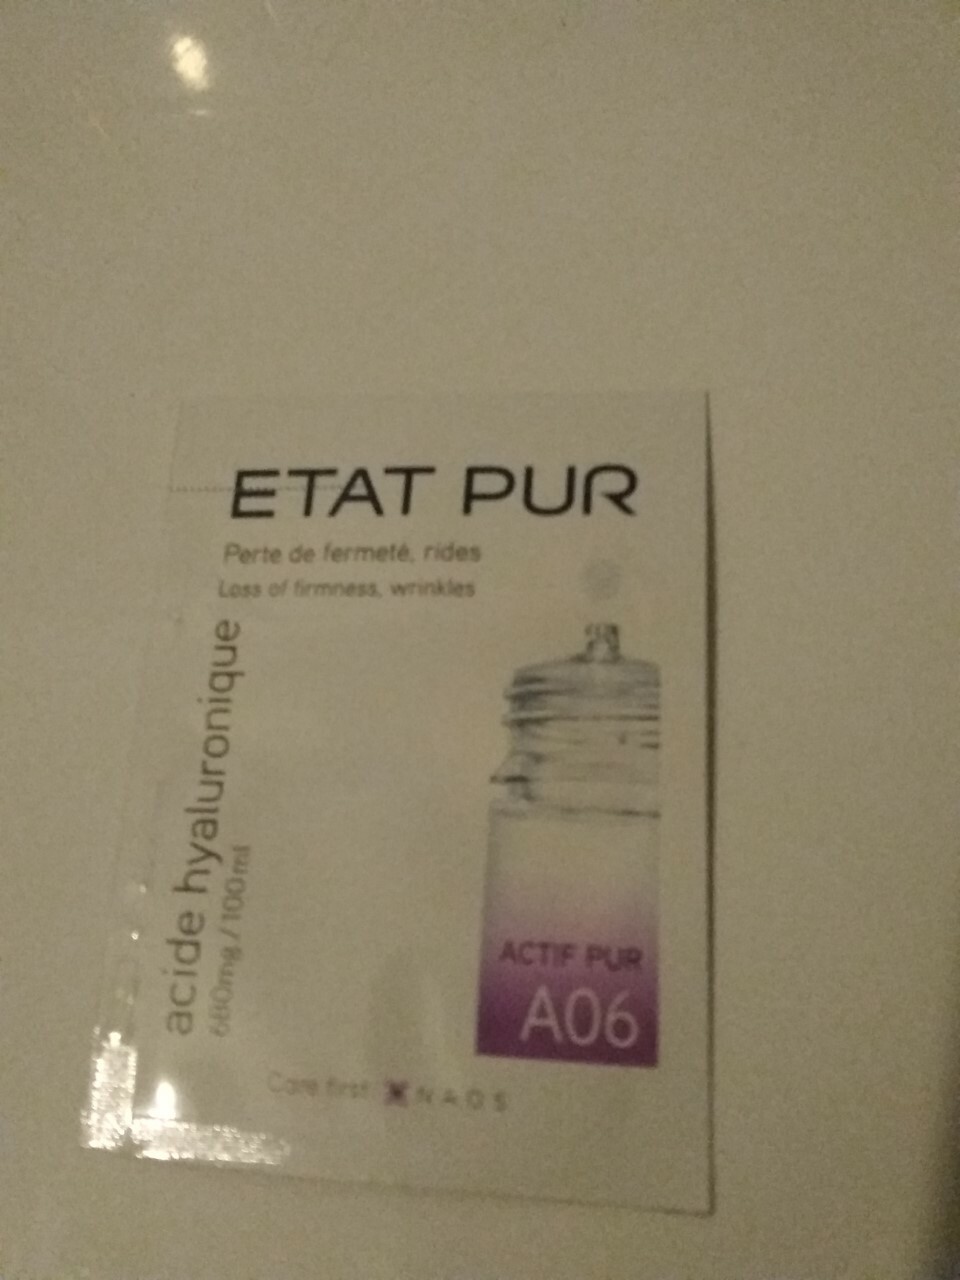 ETAT PUR
Perte de fermeté, rides
Loss of firmness, wrinkles
acide hyaluronique
680mg/100ml
ACTIF PUR
A06
Care first NAOS